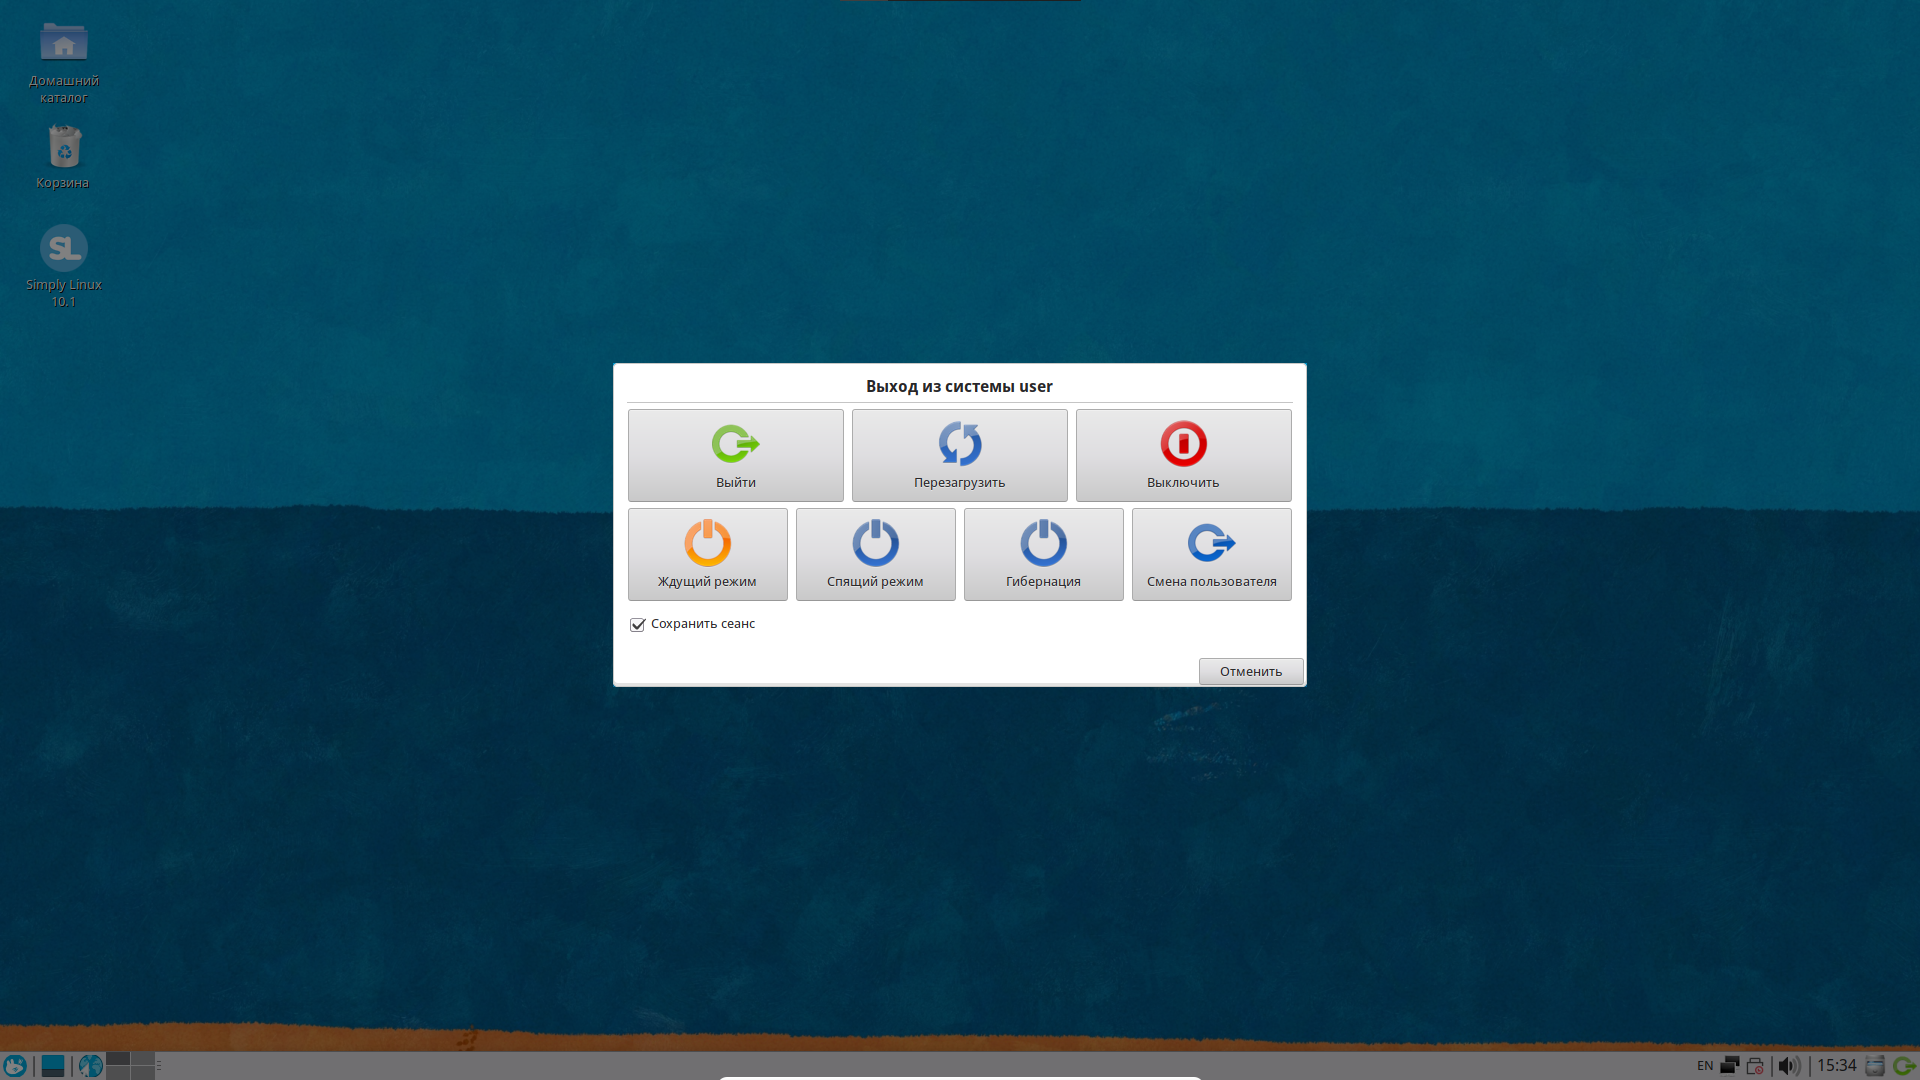 Домашний
каталог
Корзина
SL
Simply Linux
10.1
Выход из системы user
Выйти
Перезагрузить
Выключить
Ждущий режим
Спящий режим
Гибернация
Смена пользователя
Сохранить сеанс
Отменить
EN
15:34